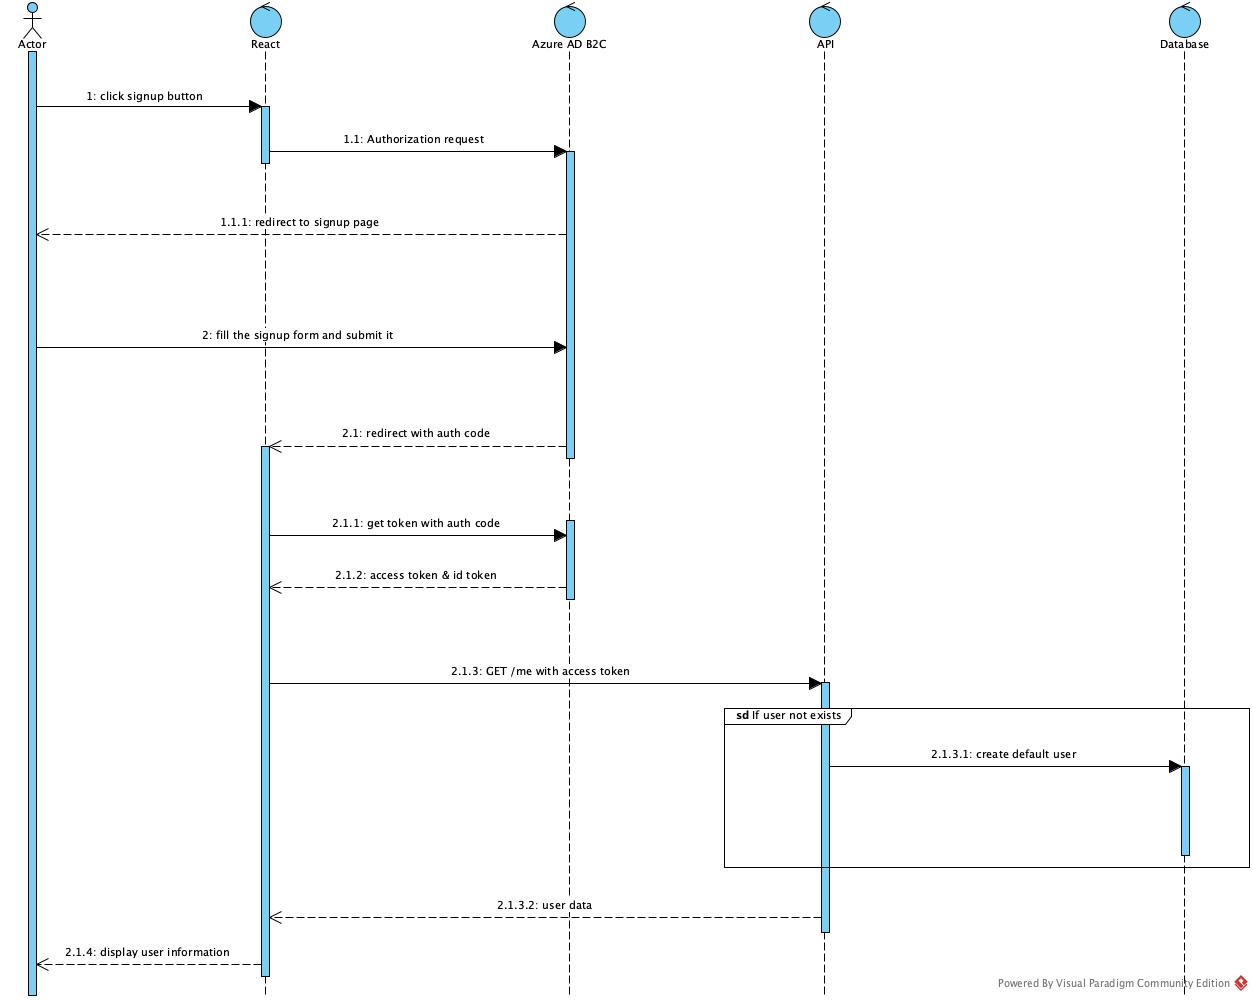 Actor
React
Azure AD B2C
API
Database
1: click signup button
1.1: Authorization request
1.1.1: redirect to signup page
2: fill the signup form and submit it
2.1: redirect with auth code
2.1.1: get token with auth code
2.1.2: access token & id token
2.1.3: GET /me with access token
sd If user not exists
2.1.3.1: create default user
2.1.3.2: user data
2.1.4: display user information
Powered By Visual Paradigm Community Edition